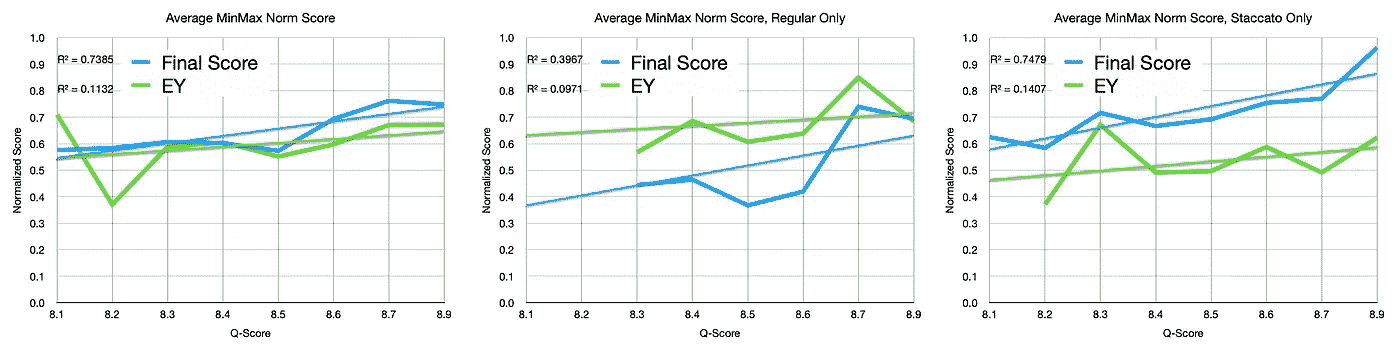 Average MinMax Norm Score
1.0
0.9
0.8
0.7
0.6
0.5
0.4
0.3
0.2
0.1
0.0
Normalized Score
R² = 0.7385
R² = 0.1132
Final Score
EY
8.1 8.2 8.3 8.4 8.5 8.6 8.7 8.9
Q-Score
Average MinMax Norm Score, Regular Only
1.0
0.9
0.8
0.7
0.6
0.5
0.4
0.3
0.2
0.1
0.0
Normalized Score
R² = 0.3967
R² = 0.0971
Final Score
EY
8.1 8.2 8.3 8.4 8.5 8.6 8.7 8.9
Q-Score
Average MinMax Norm Score, Staccato Only
1.0
0.9
0.8
0.7
0.6
0.5
0.4
0.3
0.2
0.1
0.0
Normalized Score
R² = 0.7479
R² = 0.1407
Final Score
EY
8.1 8.2 8.3 8.4 8.5 8.6 8.7 8.9
Q-Score